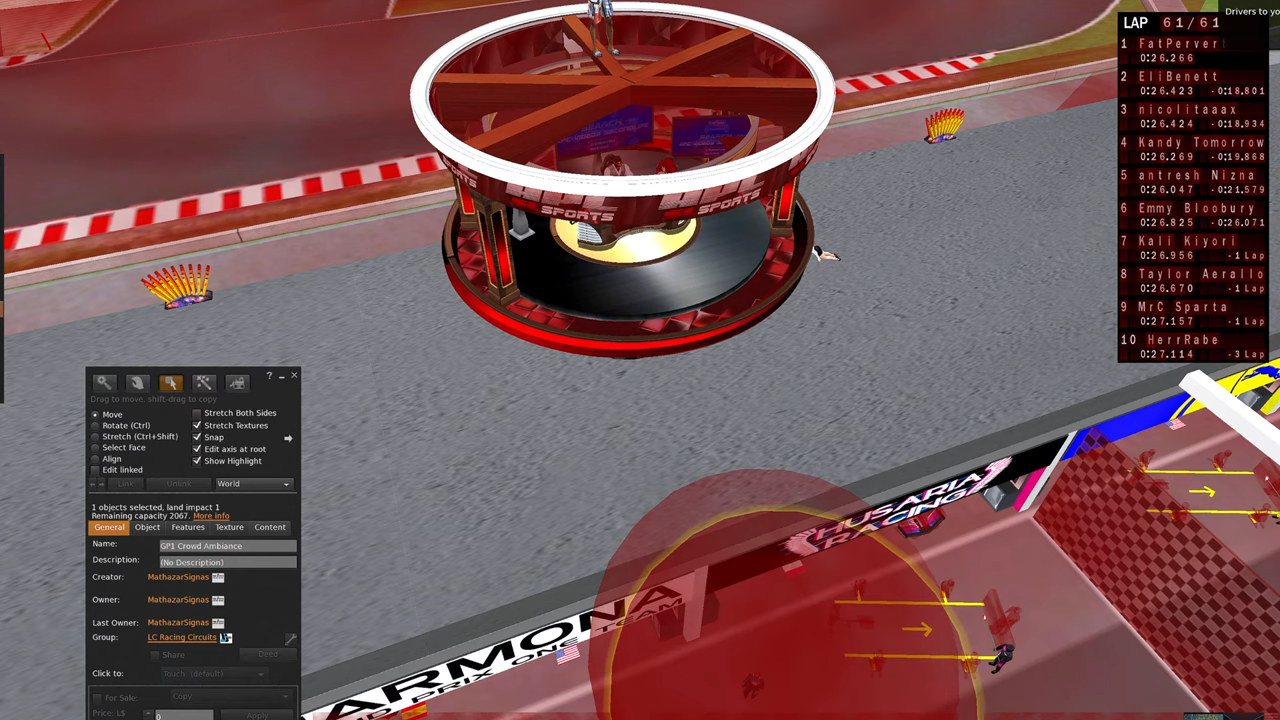 Drivers to yo
LAP 61/61
1 FatPervert
0:26.266
2 EliBenett
0:26.423 -0:18.801
3 nicolitaaax
0:26.424 -0:18.934
4 Kandy Tomorrow
0:26.269 -0:19.868
5 antresh Nizna
0:26.047 -0:21.579
6 Emmy Bloobury
0:26.825 -0:26.071
7 Kali Kiyori
0:26.956 -1 Lap
8 Taylor Aerallo
0:26.670 -1 Lap
9 MrC Sparta
0:27.157 -1 Lap
10 HerrRabe
0:27.114 -3 Lap
SPORTS
SPORTS
HUSARIA
RACING
ARMONA
PRIX ONE TEAM
? _ ×
Drag to move, shift-drag to copy
Move
Rotate (Ctrl)
Stretch (Ctrl+Shift)
Select Face
Align
Edit linked
Stretch Both Sides
Stretch Textures
Snap
Edit axis at root
Show Highlight
Link Unlink World
1 objects selected, land impact 1
Remaining capacity 2067. More info
General Object Features Texture Content
Name: GP1 Crowd Ambiance
Description: (No Description)
Creator: MathazarSignas
Owner: MathazarSignas
Last Owner: MathazarSignas
Group: LC Racing Circuits
Share Deed
Click to: Touch (default)
For Sale: Copy
Price: L$ 0 Apply